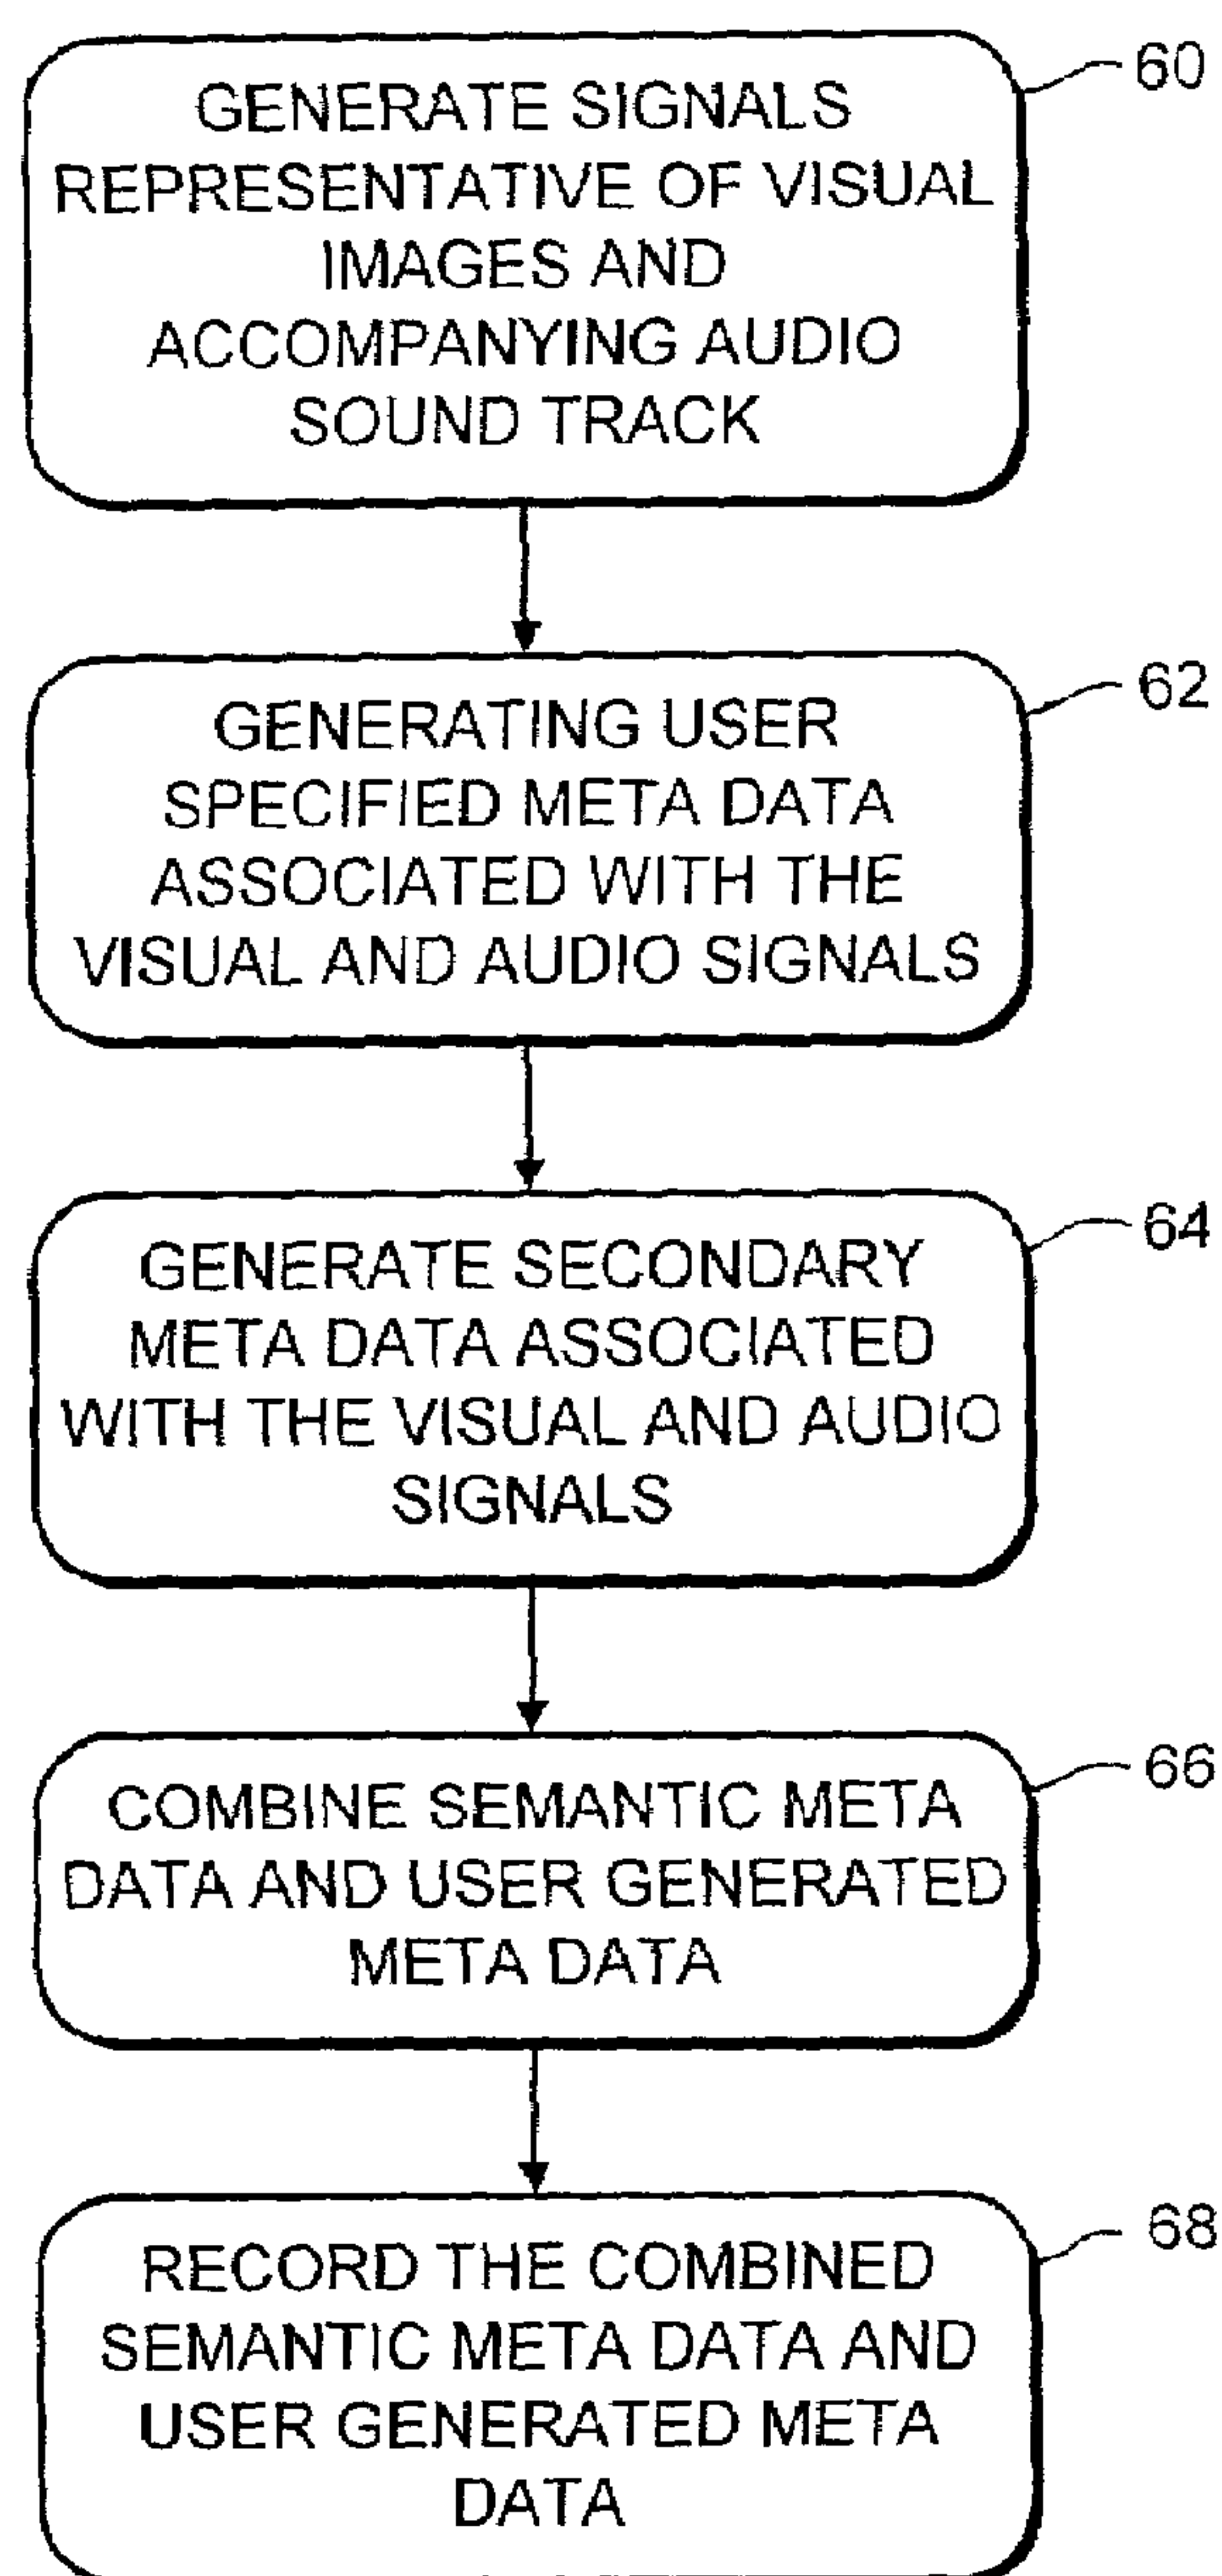 60
GENERATE SIGNALS
REPRESENTATIVE OF VISUAL
IMAGES AND
ACCOMPANYING AUDIO
SOUND TRACK
62
GENERATING USER
SPECIFIED META DATA
ASSOCIATED WITH THE
VISUAL AND AUDIO SIGNALS
64
GENERATE SECONDARY
META DATA ASSOCIATED
WITH THE VISUAL AND AUDIO
SIGNALS
66
COMBINE SEMANTIC META
DATA AND USER GENERATED
META DATA
68
RECORD THE COMBINED
SEMANTIC META DATA AND
USER GENERATED META
DATA